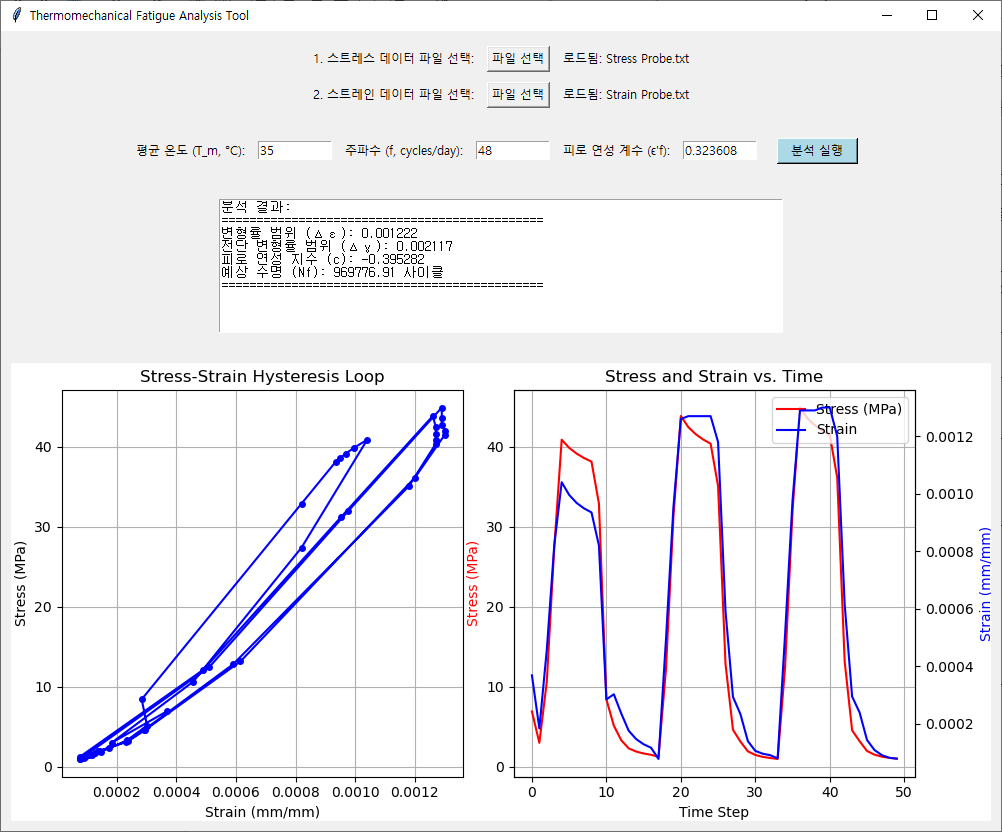 Thermomechanical Fatigue Analysis Tool
1. 스트레스 데이터 파일 선택: 파일 선택 로드됨: Stress Probe.txt
2. 스트레인 데이터 파일 선택: 파일 선택 로드됨: Strain Probe.txt
평균 온도 (T_m, °C): 35 주파수 (f, cycles/day): 48 피로 연성 계수 (ε'f): 0.323608 분석 실행
분석 결과:
==============================================
변형률 범위 (Δε): 0.001222
전단 변형률 범위 (Δγ): 0.002117
피로 연성 지수 (c): -0.395282
예상 수명 (Nf): 969776.91 사이클
==============================================
Stress-Strain Hysteresis Loop
Stress (MPa)
40
30
20
10
0
0.0002 0.0004 0.0006 0.0008 0.0010 0.0012
Strain (mm/mm)
Stress and Strain vs. Time
Stress (MPa)
Stress (MPa)
Strain
40
30
20
10
0
0 10 20 30 40 50
Time Step
0.0012
0.0010
0.0008
0.0006
0.0004
0.0002
Strain (mm/mm)